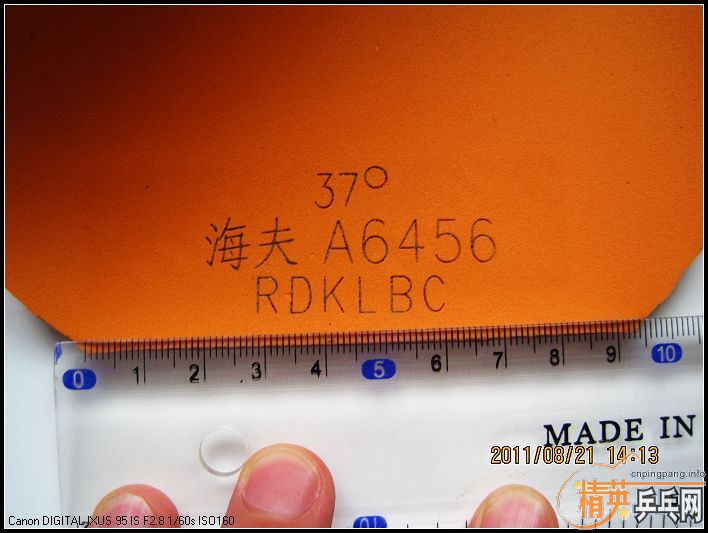 37°
海夫 A6456
RDKLBC
0 1 2 3 4 5 6 7 8 9 10
MADE IN
2011/08/21 14:13
cnpingpang.info
精英乒乓网
Canon DIGITAL IXUS 95 IS F2.8 1/60s ISO160